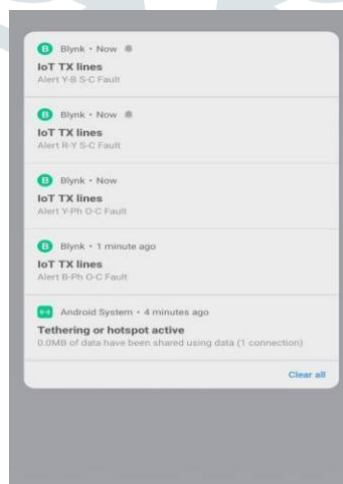 B Blynk • Now
IoT TX lines
Alert Y-B S-C Fault
B Blynk • Now
IoT TX lines
Alert R-Y S-C Fault
B Blynk • Now
IoT TX lines
Alert Y-Ph O-C Fault
B Blynk • 1 minute ago
IoT TX lines
Alert B-Ph O-C Fault
Android System • 4 minutes ago
Tethering or hotspot active
0.0MB of data have been shared using data (1 connection)
Clear all